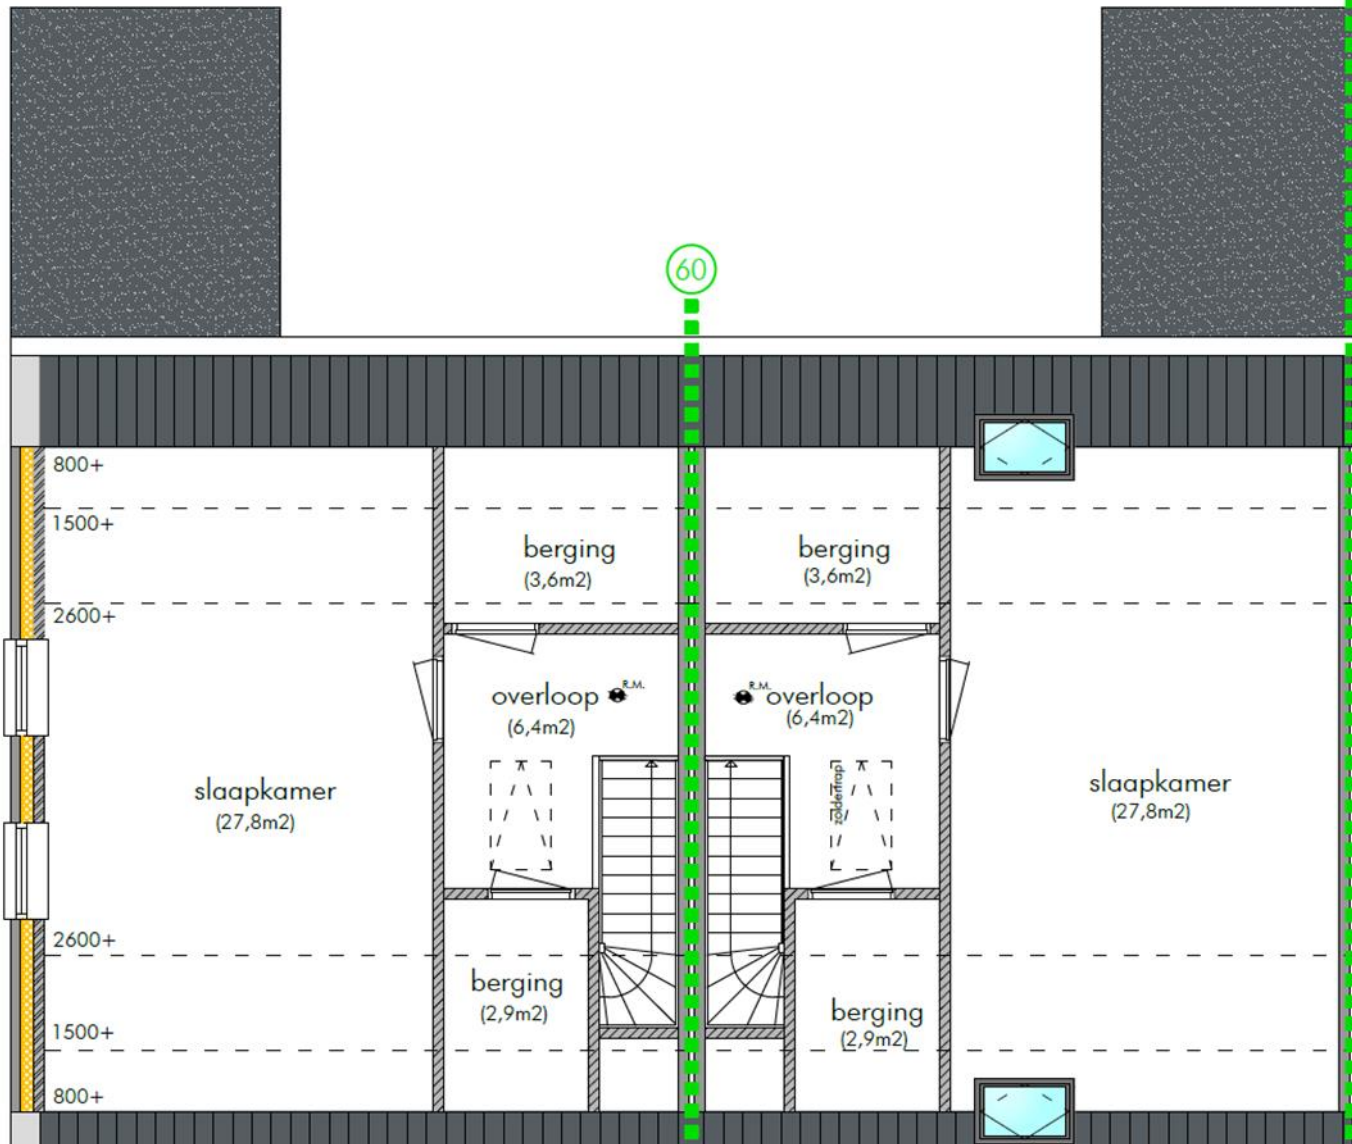 60
800+
1500+
berging
(3,6m2)
berging
(3,6m2)
2600+
R.M.
overloop
(6,4m2)
R.M.
overloop
(6,4m2)
slaapkamer
(27,8m2)
zoldertrap
slaapkamer
(27,8m2)
2600+
berging
(2,9m2)
berging
(2,9m2)
1500+
800+